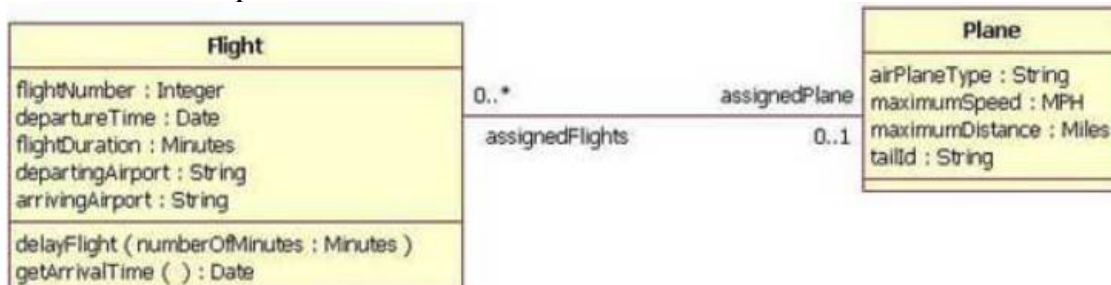 Flight
flightNumber : Integer
departureTime : Date
flightDuration : Minutes
departingAirport : String
arrivingAirport : String
delayFlight ( numberOfMinutes : Minutes )
getArrivalTime ( ) : Date
0..*
assignedFlights
assignedPlane
0..1
Plane
airPlaneType : String
maximumSpeed : MPH
maximumDistance : Miles
tailId : String